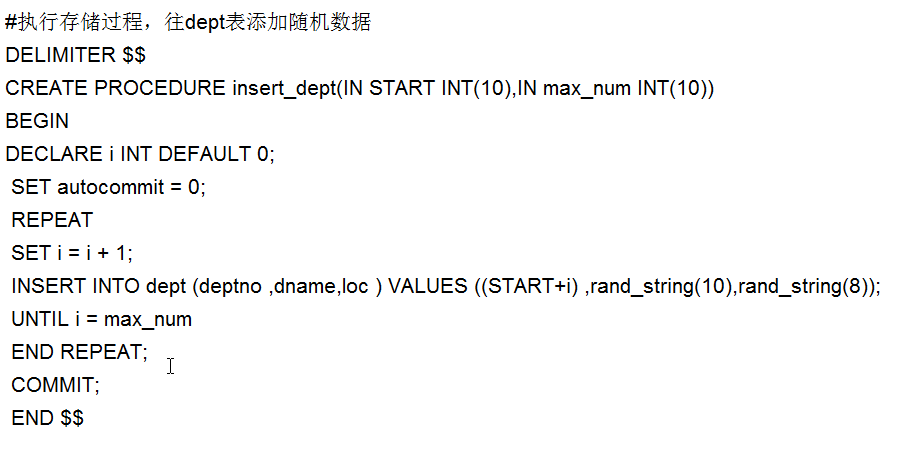 #执行存储过程，往dept表添加随机数据
DELIMITER $$
CREATE PROCEDURE insert_dept(IN START INT(10),IN max_num INT(10))
BEGIN
DECLARE i INT DEFAULT 0;
SET autocommit = 0;
REPEAT
SET i = i + 1;
INSERT INTO dept (deptno ,dname,loc ) VALUES ((START+i) ,rand_string(10),rand_string(8));
UNTIL i = max_num
END REPEAT;
COMMIT;
END $$